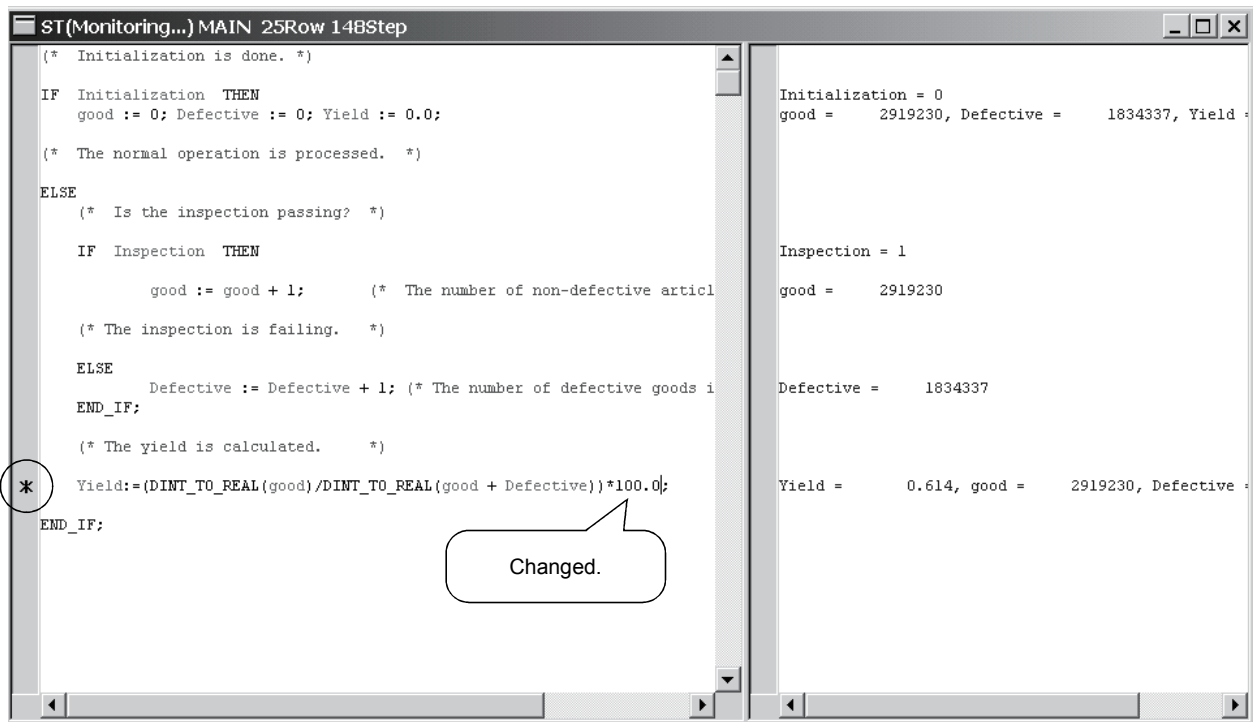 ST(Monitoring...) MAIN 25Row 148Step
(* Initialization is done. *)
IF Initialization THEN
good := 0; Defective := 0; Yield := 0.0;
(* The normal operation is processed. *)
ELSE
(* Is the inspection passing? *)
IF Inspection THEN
good := good + 1; (* The number of non-defective articl
(* The inspection is failing. *)
ELSE
Defective := Defective + 1; (* The number of defective goods i
END_IF;
(* The yield is calculated. *)
* Yield:=(DINT_TO_REAL(good)/DINT_TO_REAL(good + Defective))*100.0;
END_IF;
Changed.
Initialization = 0
good = 2919230, Defective = 1834337, Yield =
Inspection = 1
good = 2919230
Defective = 1834337
Yield = 0.614, good = 2919230, Defective =